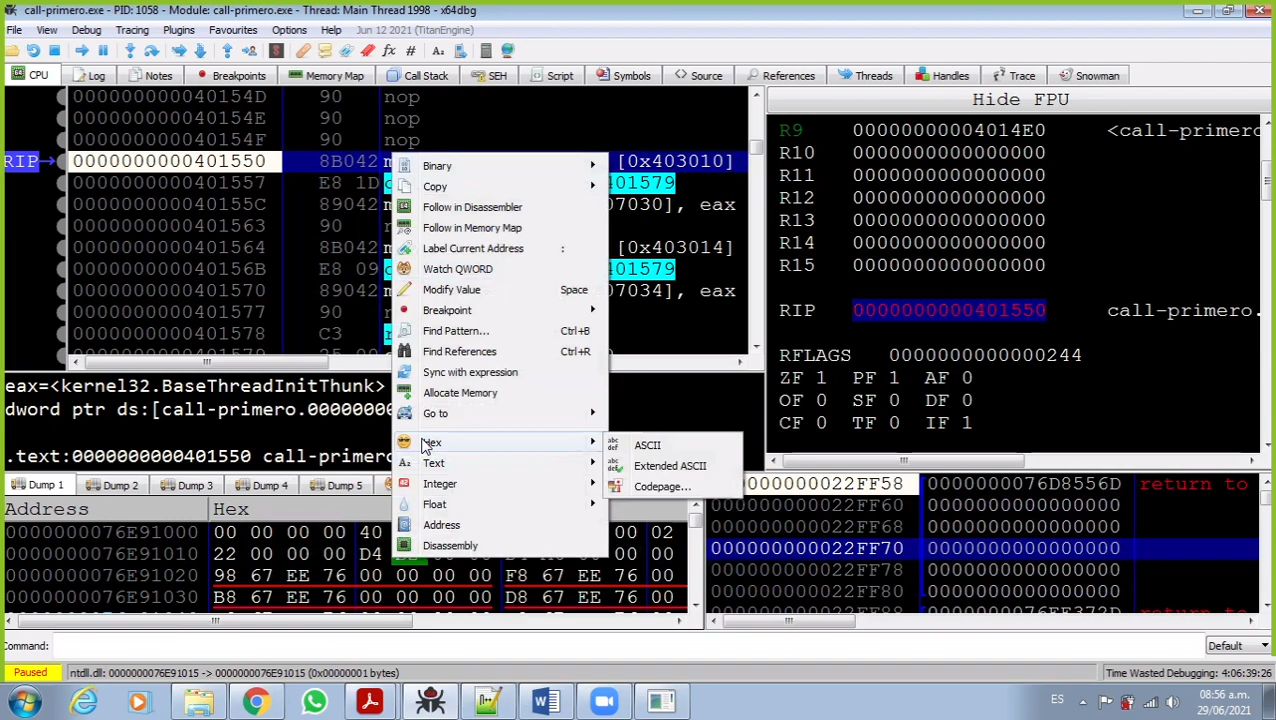 call-primero.exe - PID: 1058 - Module: call-primero.exe - Thread: Main Thread 1998 - x64dbg
File View Debug Tracing Plugins Favourites Options Help Jun 12 2021 (TitanEngine)
CPU Log Notes Breakpoints Memory Map Call Stack SEH Script Symbols Source References Threads Handles Trace Snowman
000000000040154D 90 nop
000000000040154E 90 nop
000000000040154F 90 nop
RIP 0000000000401550 8B042 m [0x403010]
0000000000401557 E8 1D 401579
000000000040155C 89042 m 07030], eax
0000000000401563 90 n
0000000000401564 8B042 m [0x403014]
000000000040156B E8 09 401579
0000000000401570 89042 m 07034], eax
0000000000401577 90 n
0000000000401578 C3 r
Hide FPU
R9 00000000004014E0 <call-primero
R10 0000000000000000
R11 0000000000000000
R12 0000000000000000
R13 0000000000000000
R14 0000000000000000
R15 0000000000000000
RIP 0000000000401550 call-primero.
RFLAGS 0000000000000244
ZF 1 PF 1 AF 0
OF 0 SF 0 DF 0
CF 0 TF 0 IF 1
Binary
Copy
Follow in Disassembler
Follow in Memory Map
Label Current Address :
Watch QWORD
Modify Value Space
Breakpoint
Find Pattern... Ctrl+B
Find References Ctrl+R
Sync with expression
Allocate Memory
Go to
Hex
Text
Integer
Float
Address
Disassembly
ASCII
Extended ASCII
Codepage...
eax=<kernel32.BaseThreadInitThunk>
dword ptr ds:[call-primero.00000
.text:0000000000401550 call-primero
Dump 1 Dump 2 Dump 3 Dump 4 Dump 5
Address Hex
0000000076E91000 00 00 00 00 40 02
0000000076E91010 22 00 00 00 D4 00
0000000076E91020 98 67 EE 76 00 00 00 00 F8 67 EE 76 00
0000000076E91030 B8 67 EE 76 00 00 00 00 D8 67 EE 76 00
000000000022FF58 0000000076D8556D return to
000000000022FF60 0000000000000000
000000000022FF68 0000000000000000
000000000022FF70 0000000000000000
000000000022FF78 0000000000000000
000000000022FF80 0000000000000000
Command: Default
Paused ntdll.dll: 0000000076E91015 -> 0000000076E91015 (0x00000001 bytes) Time Wasted Debugging: 4:06:39:26
ES 08:56 a.m.
29/06/2021